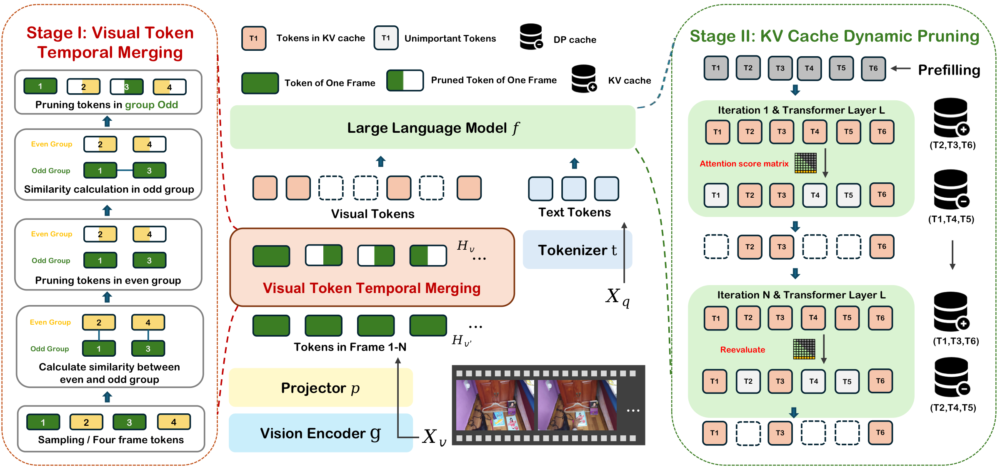 Stage I: Visual Token
Temporal Merging
1 2 3 4
Pruning tokens in group Odd
Even Group 2 4
Odd Group 1 3
Similarity calculation in odd group
Even Group 2 4
Odd Group 1 3
Pruning tokens in even group
Even Group 2 4
Odd Group 1 3
Calculate similarity between
even and odd group
1 2 3 4
Sampling / Four frame tokens
T1 Tokens in KV cache T1 Unimportant Tokens DP cache
Token of One Frame Pruned Token of One Frame KV cache
Large Language Model f
Visual Tokens
Text Tokens
H_v
...
Visual Token Temporal Merging
Tokenizer t
X_q
...
H_v'
Tokens in Frame 1-N
Projector p
Vision Encoder g
X_v
...
Stage II: KV Cache Dynamic Pruning
T1 T2 T3 T4 T5 T6 Prefilling
Iteration 1 & Transformer Layer L
T1 T2 T3 T4 T5 T6
(T2,T3,T6)
Attention score matrix
T1 T2 T3 T4 T5 T6
(T1,T4,T5)
T2 T3 T6
Iteration N & Transformer Layer L
T1 T2 T3 T4 T5 T6
(T1,T3,T6)
Reevaluate
T1 T2 T3 T4 T5 T6
(T2,T4,T5)
T1 T3 T6